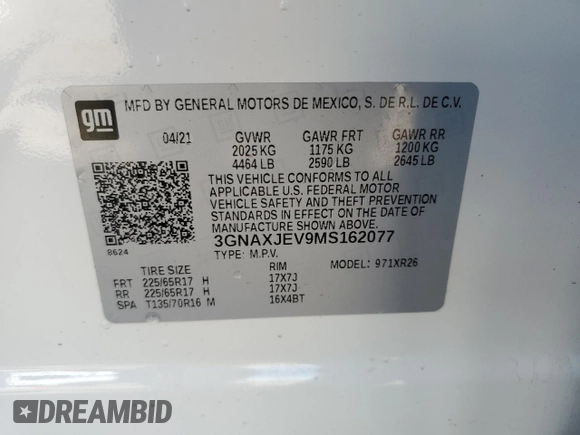 gm MFD BY GENERAL MOTORS DE MEXICO, S. DE R.L. DE C.V.
04/21 GVWR GAWR FRT GAWR RR
2025 KG 1175 KG 1200 KG
4464 LB 2590 LB 2645 LB
THIS VEHICLE CONFORMS TO ALL
APPLICABLE U.S. FEDERAL MOTOR
VEHICLE SAFETY AND THEFT
PREVENTION STANDARDS IN EFFECT
ON THE DATE OF
MANUFACTURE SHOWN ABOVE.
8624 3GNAXJEV9MS162077
TYPE: M.P.V. MODEL: 971XR26
TIRE SIZE RIM
FRT 225/65R17 H 17X7J
RR 225/65R17 H 17X7J
SPA T135/70R16 M 16X4BT
DREAMBID